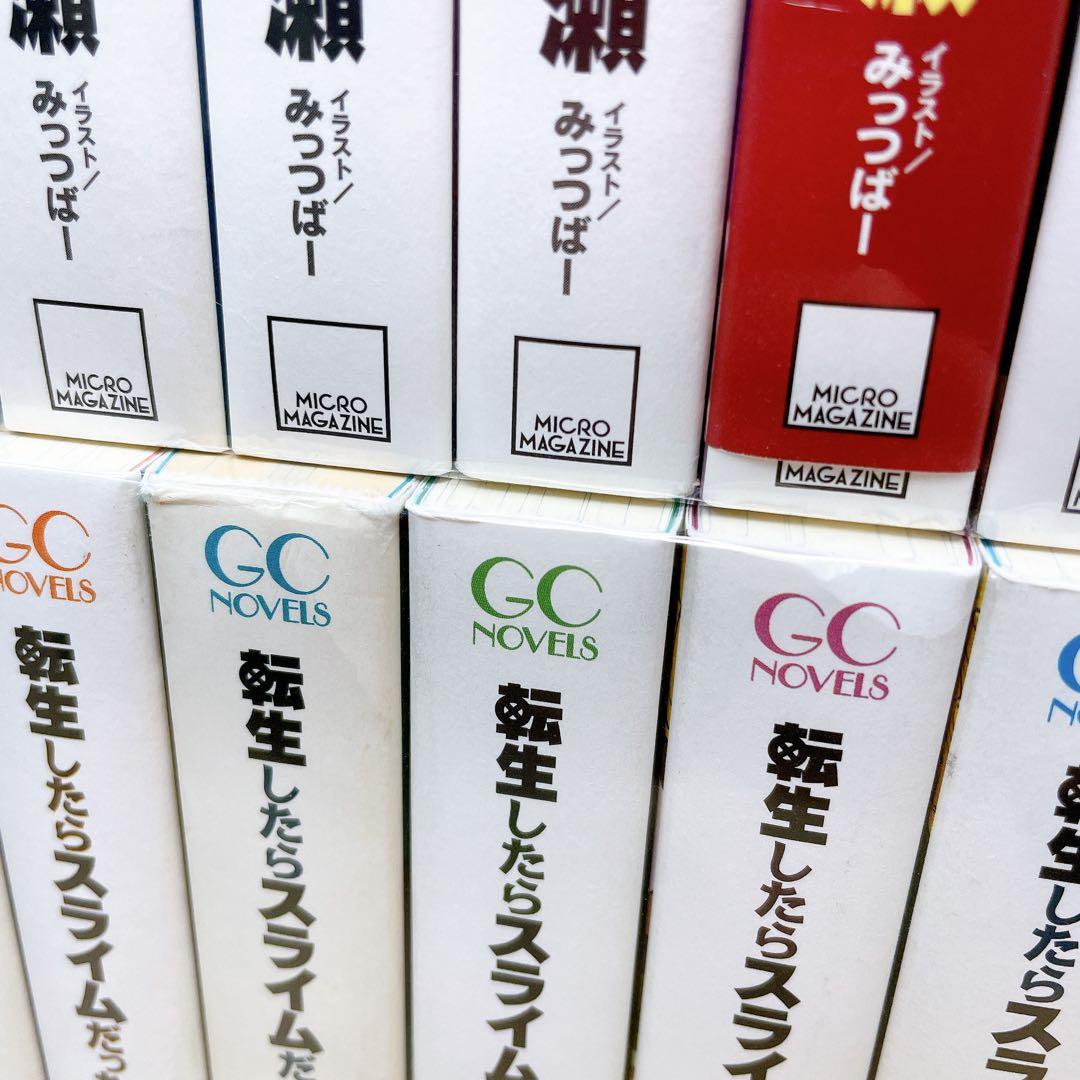 瀬
イラスト/
みっつばー
MICRO
MAGAZINE
瀬
イラスト/
みっつばー
MICRO
MAGAZINE
瀬
イラスト/
みっつばー
MICRO
MAGAZINE
イラスト/
みっつばー
MICRO
MAGAZINE
MAGAZINE
GC
NOVELS
転生したらスライムだっ
GC
NOVELS
転生したらスライムだ
GC
NOVELS
転生したらスライム
GC
NOVELS
転生したらスライ
転生したらス